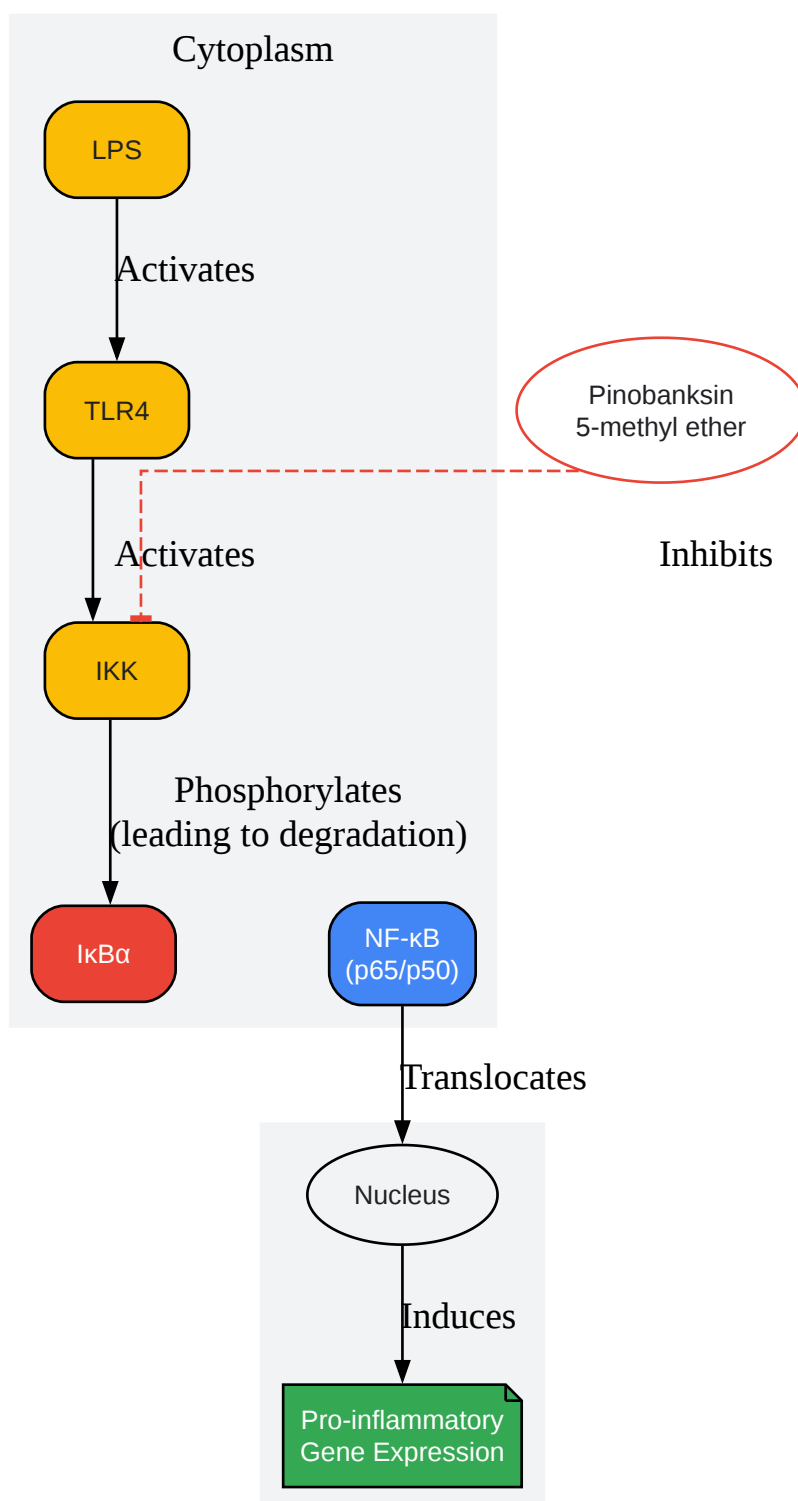 Cytoplasm
LPS
Activates
TLR4
Pinobanksin
5-methyl ether
Activates
Inhibits
IKK
Phosphorylates
(leading to degradation)
IκBα
NF-κB
(p65/p50)
Translocates
Nucleus
Induces
Pro-inflammatory
Gene Expression